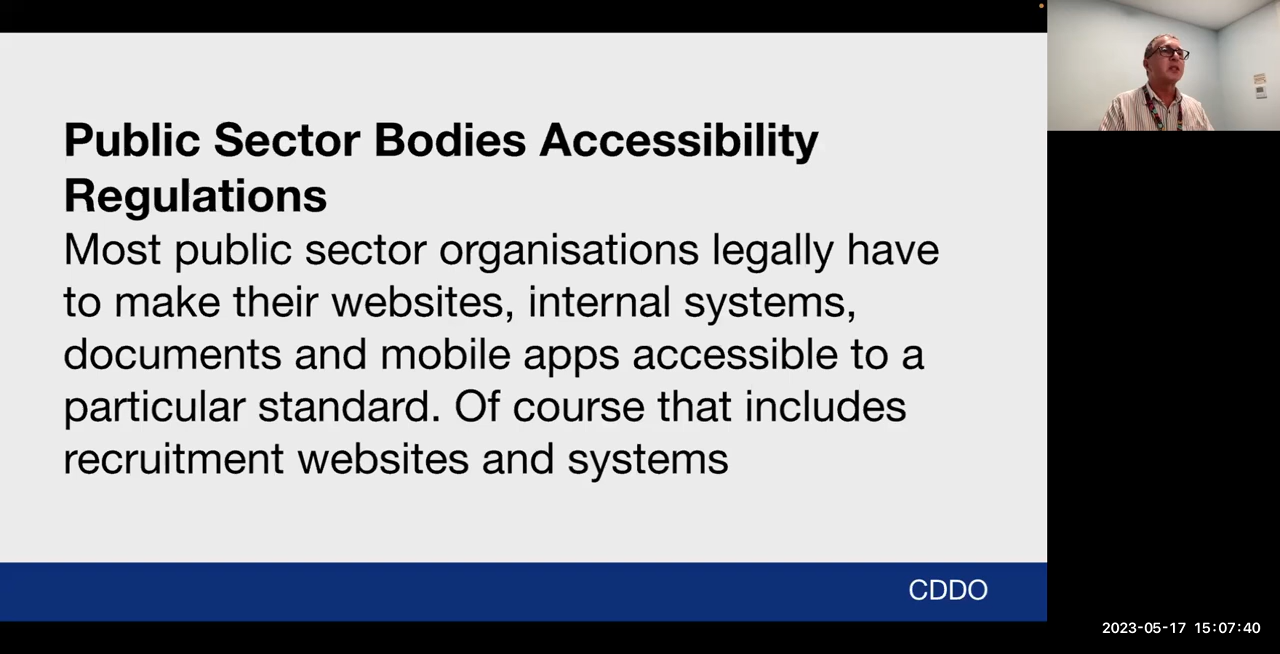 Public Sector Bodies Accessibility
Regulations
Most public sector organisations legally have
to make their websites, internal systems,
documents and mobile apps accessible to a
particular standard. Of course that includes
recruitment websites and systems
CDDO
2023-05-17 15:07:40